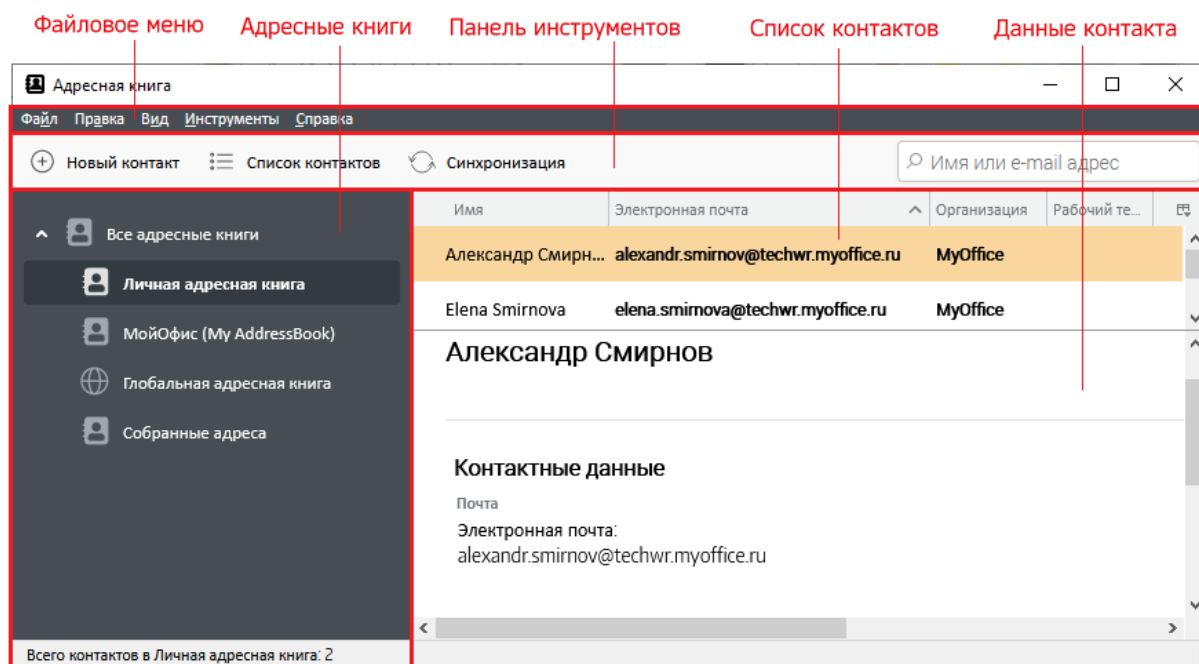 Файловое меню Адресные книги Панель инструментов Список контактов Данные контакта
Адресная книга
Файл Правка Вид Инструменты Справка
Новый контакт Список контактов Синхронизация Имя или e-mail адрес
Имя Электронная почта Организация Рабочий те...
Все адресные книги
Личная адресная книга
МойОфис (My AddressBook)
Глобальная адресная книга
Собранные адреса
Александр Смирн... alexandr.smirnov@techwr.myoffice.ru MyOffice
Elena Smirnova elena.smirnova@techwr.myoffice.ru MyOffice
Александр Смирнов
Контактные данные
Почта
Электронная почта:
alexandr.smirnov@techwr.myoffice.ru
Всего контактов в Личная адресная книга: 2